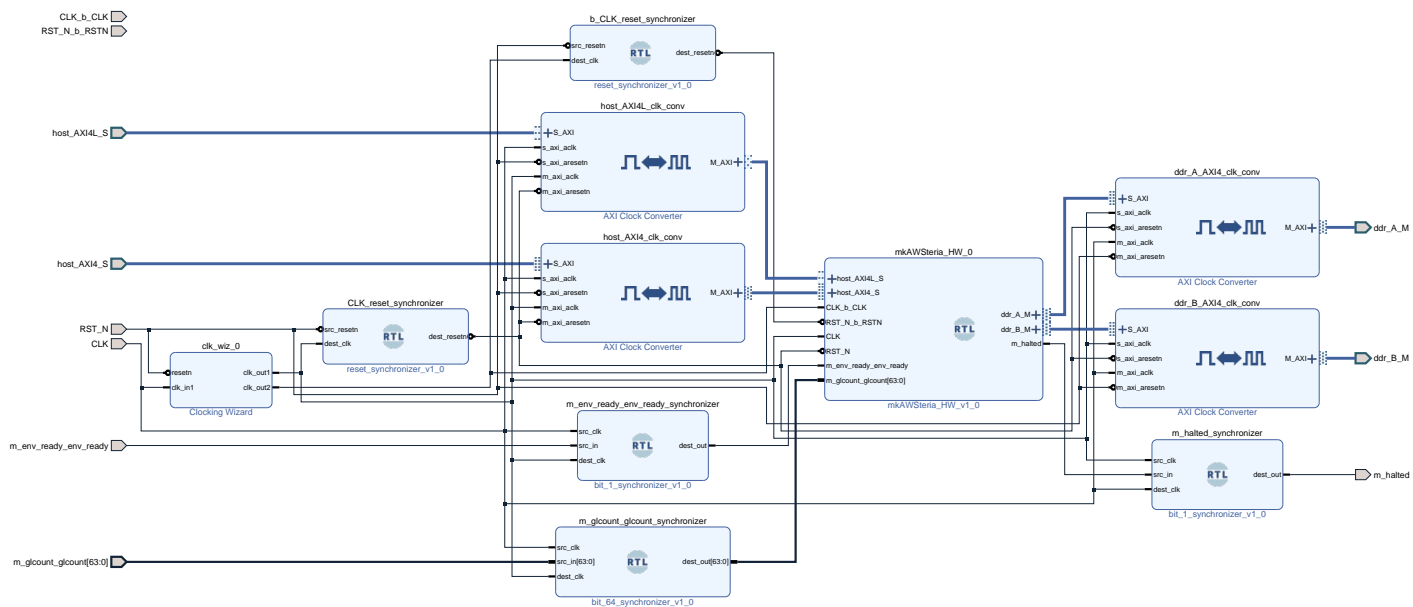 CLK_b_CLK
RST_N_b_RSTN
b_CLK_reset_synchronizer
src_resetn
dest_clk
dest_resetn
RTL
reset_synchronizer_v1_0
host_AXI4L_S
host_AXI4L_clk_conv
S_AXI
s_axi_aclk
s_axi_aresetn
m_axi_aclk
m_axi_aresetn
M_AXI
AXI Clock Converter
host_AXI4_S
host_AXI4_clk_conv
S_AXI
s_axi_aclk
s_axi_aresetn
m_axi_aclk
m_axi_aresetn
M_AXI
AXI Clock Converter
RST_N
CLK
CLK_reset_synchronizer
src_resetn
dest_clk
dest_resetn
RTL
reset_synchronizer_v1_0
clk_wiz_0
resetn
clk_in1
clk_out1
clk_out2
Clocking Wizard
m_env_ready_env_ready
m_env_ready_env_ready_synchronizer
src_clk
src_in
dest_clk
dest_out
RTL
bit_1_synchronizer_v1_0
m_glcount_glcount[63:0]
m_glcount_glcount_synchronizer
src_clk
src_in[63:0]
dest_clk
dest_out[63:0]
RTL
bit_64_synchronizer_v1_0
mkAWSteria_HW_0
host_AXI4L_S
host_AXI4_S
CLK_b_CLK
RST_N_b_RSTN
CLK
RST_N
m_env_ready_env_ready
m_glcount_glcount[63:0]
ddr_A_M
ddr_B_M
m_halted
RTL
mkAWSteria_HW_v1_0
ddr_A_AXI4_clk_conv
S_AXI
s_axi_aclk
s_axi_aresetn
m_axi_aclk
m_axi_aresetn
M_AXI
AXI Clock Converter
ddr_A_M
ddr_B_AXI4_clk_conv
S_AXI
s_axi_aclk
s_axi_aresetn
m_axi_aclk
m_axi_aresetn
M_AXI
AXI Clock Converter
ddr_B_M
m_halted_synchronizer
src_clk
src_in
dest_clk
dest_out
RTL
bit_1_synchronizer_v1_0
m_halted